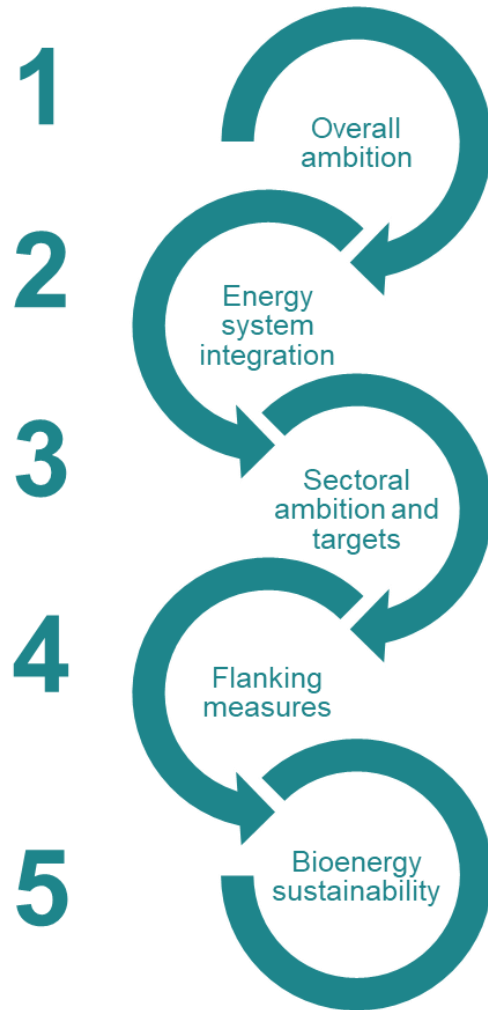 1
Overall
ambition
2
Energy
system
integration
3
Sectoral
ambition and
targets
4
Flanking
measures
5
Bioenergy
sustainability